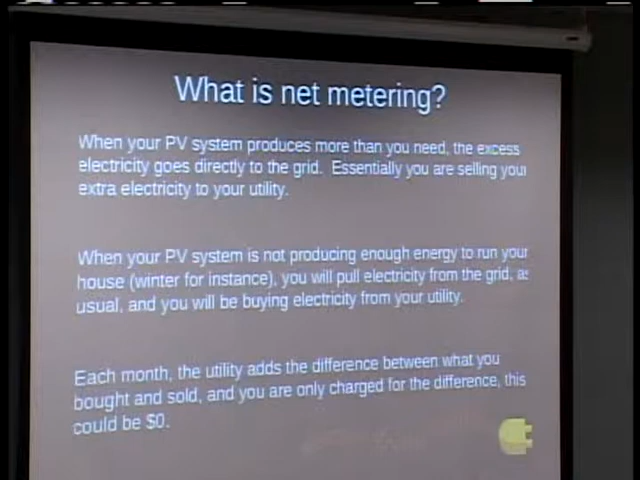 What is net metering?
When your PV system produces more than you need, the excess
electricity goes directly to the grid. Essentially you are selling your
extra electricity to your utility.
When your PV system is not producing enough energy to run your
house (winter for instance), you will pull electricity from the grid, as
usual, and you will be buying electricity from your utility.
Each month, the utility adds the difference between what you
bought and sold, and you are only charged for the difference, this
could be $0.